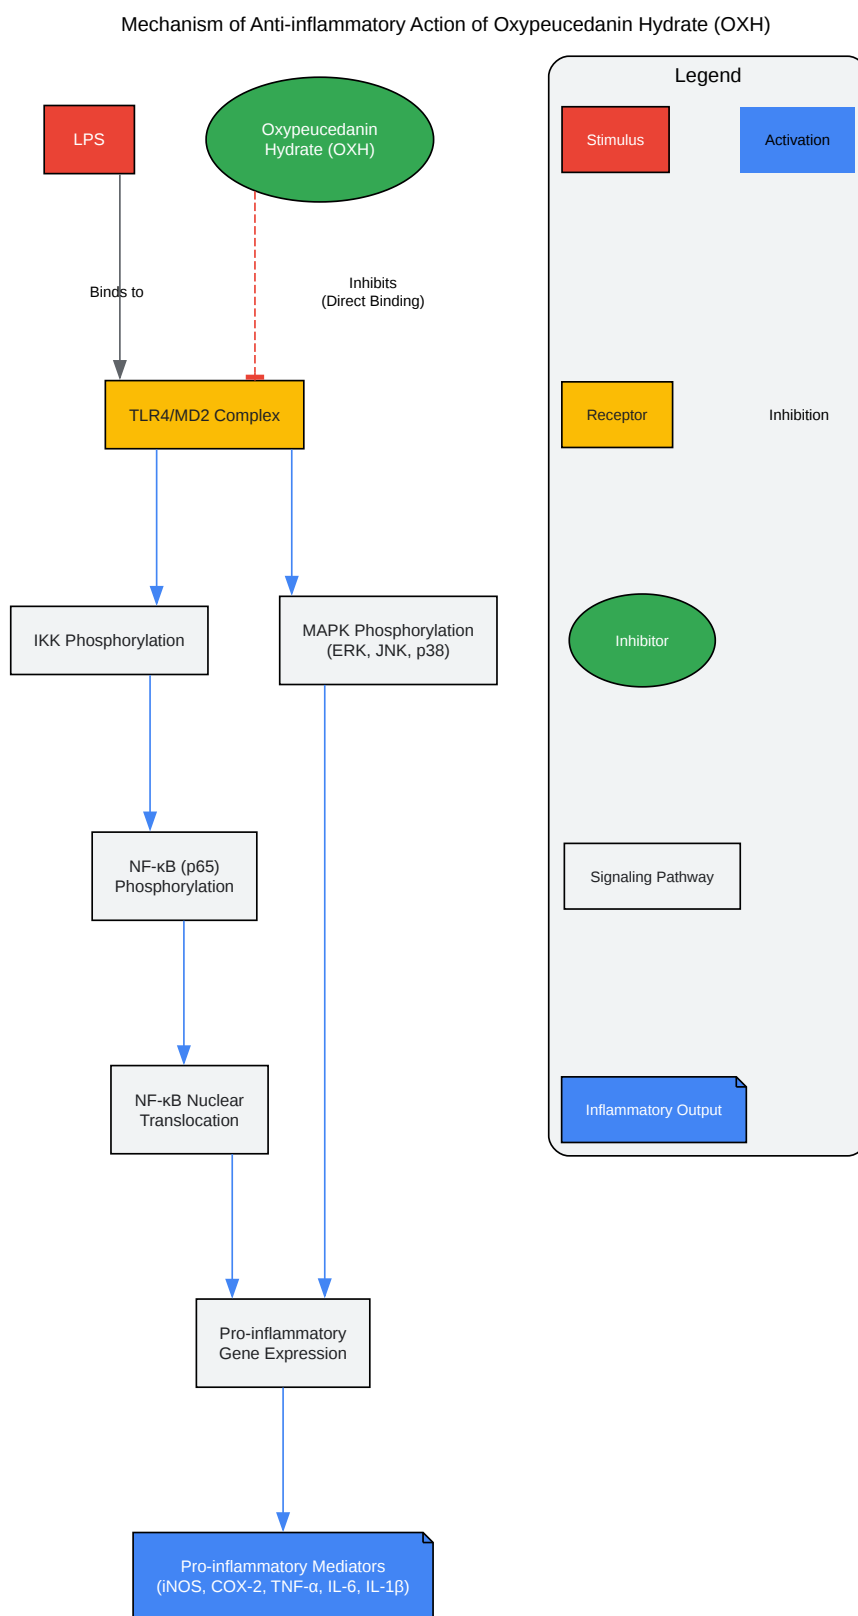 Mechanism of Anti-inflammatory Action of Oxypeucedanin Hydrate (OXH)
LPS
Oxypeucedanin
Hydrate (OXH)
Binds to
Inhibits
(Direct Binding)
TLR4/MD2 Complex
IKK Phosphorylation
MAPK Phosphorylation
(ERK, JNK, p38)
NF-κB (p65)
Phosphorylation
NF-κB Nuclear
Translocation
Pro-inflammatory
Gene Expression
Pro-inflammatory Mediators
(iNOS, COX-2, TNF-α, IL-6, IL-1β)
Legend
Stimulus
Activation
Receptor
Inhibition
Inhibitor
Signaling Pathway
Inflammatory Output